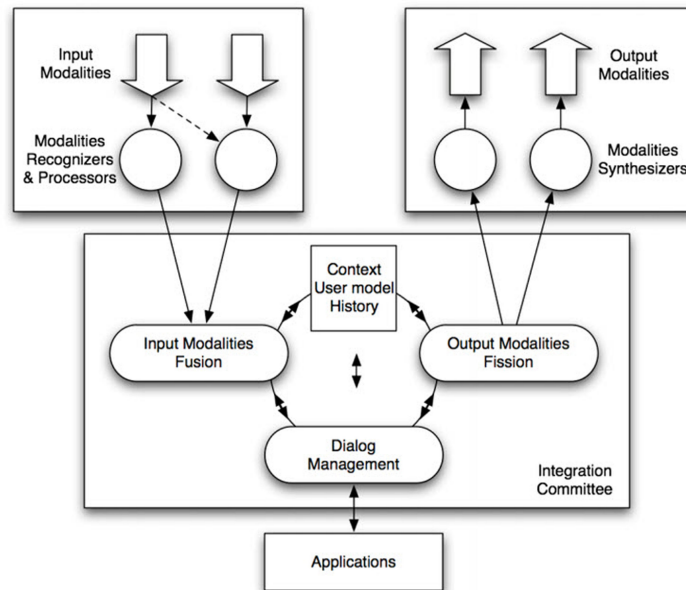 Input
Modalities
Modalities
Recognizers
& Processors
Output
Modalities
Modalities
Synthesizers
Context
User model
History
Input Modalities
Fusion
Output Modalities
Fission
Dialog
Management
Integration
Committee
Applications